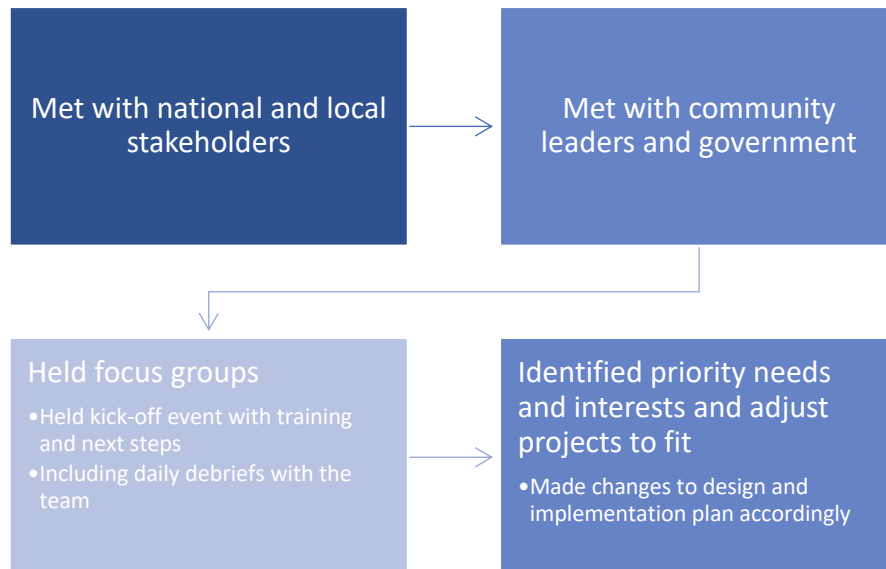 Met with national and local
stakeholders
Met with community
leaders and government
Held focus groups
•Held kick-off event with training
and next steps
•Including daily debriefs with the
team
Identified priority needs
and interests and adjust
projects to fit
•Made changes to design and
implementation plan accordingly